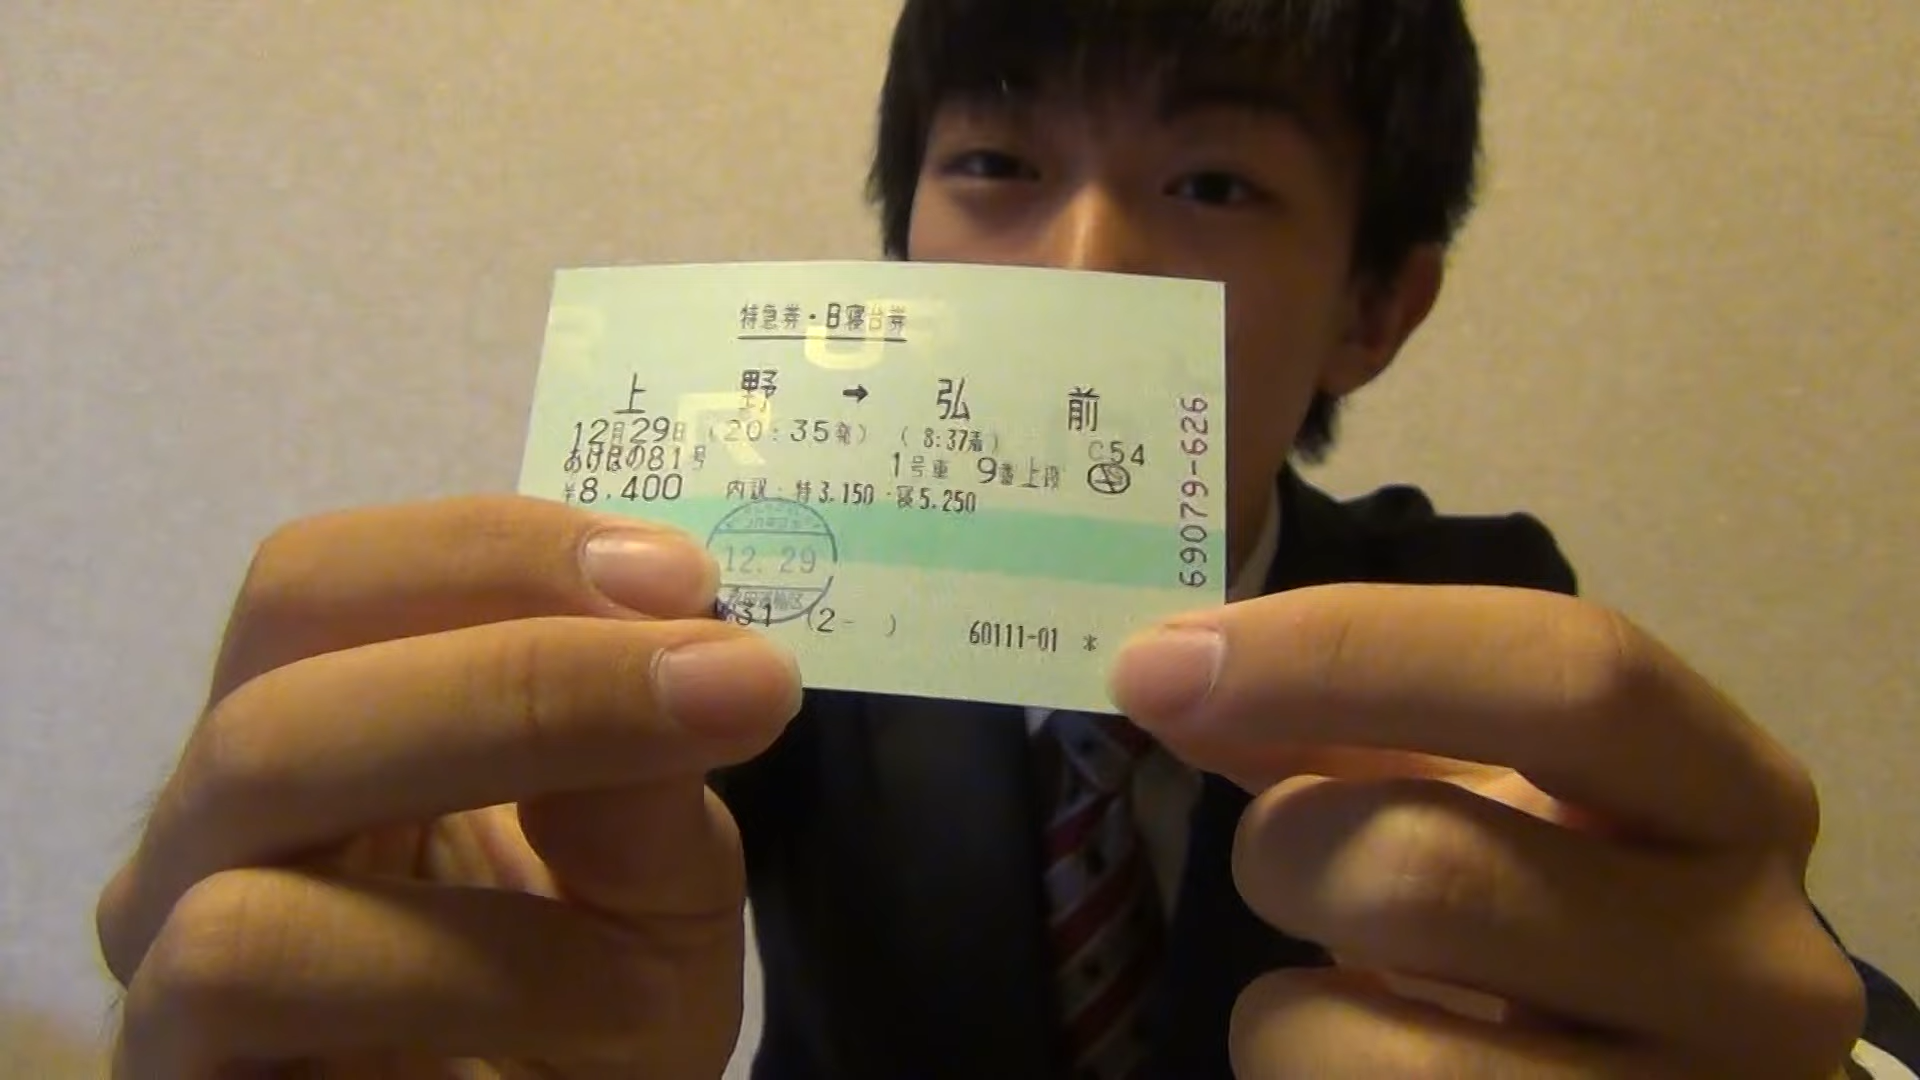 特急券・B寝台券
上野 → 弘前
12月29日 (20:35発) (8:37着) C54
あけぼの81号 1号車 9番上段
¥8,400 内訳:特3,150・寝5,250
12.29
31 (2- ) 60111-01
69079-626